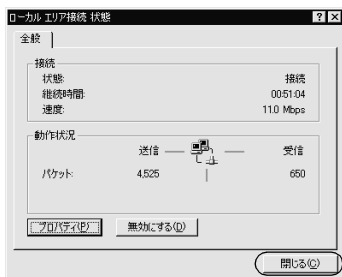 ローカル エリア接続 状態
全般
接続
状態: 接続
継続時間: 00:51:04
速度: 11.0 Mbps
動作状況
送信 受信
パケット: 4,525 650
プロパティ(P) 無効にする(D)
閉じる(C)